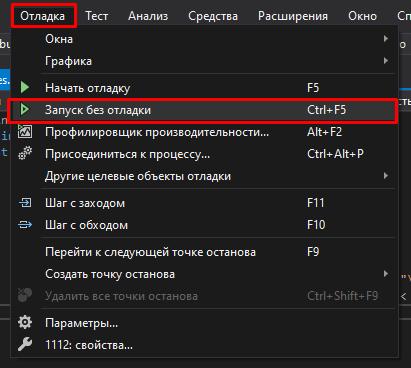 Отладка Тест Анализ Средства Расширения Окно
Окна
Графика
Начать отладку F5
Запуск без отладки Ctrl+F5
Профилировщик производительности... Alt+F2
Присоединиться к процессу... Ctrl+Alt+P
Другие целевые объекты отладки
Шаг с заходом F11
Шаг с обходом F10
Перейти к следующей точке останова F9
Создать точку останова
Удалить все точки останова Ctrl+Shift+F9
Параметры...
1112: свойства...